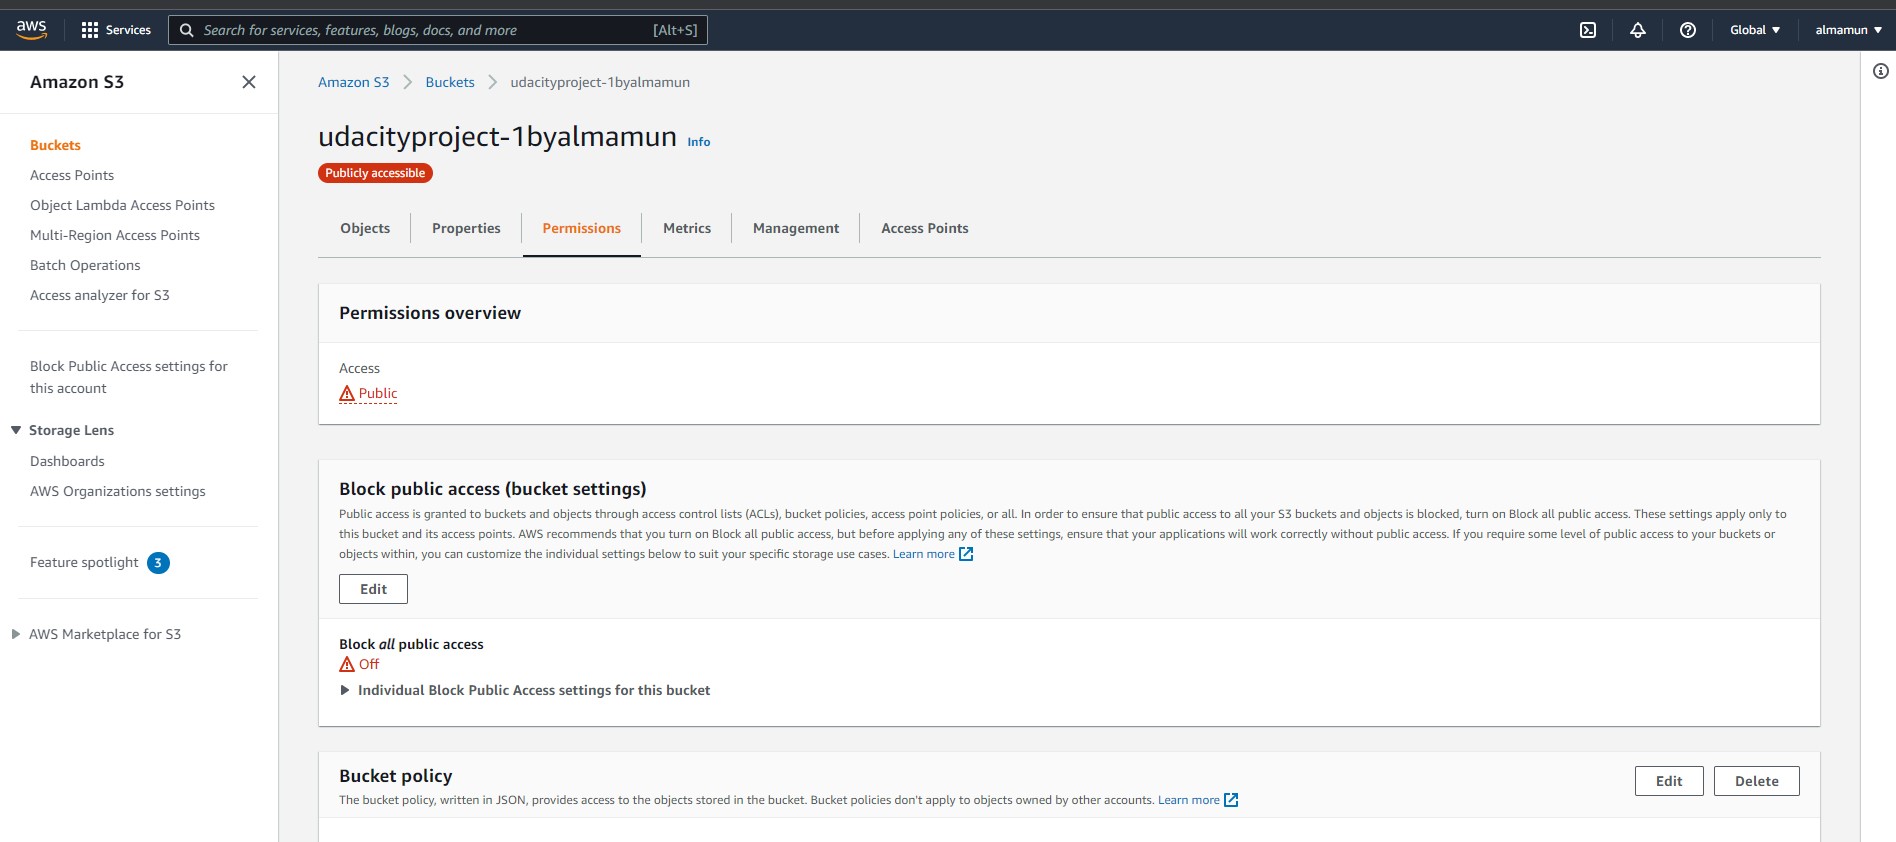 aws
Services
Search for services, features, blogs, docs, and more
[Alt+S]
Global
almamun
Amazon S3
Buckets
Access Points
Object Lambda Access Points
Multi-Region Access Points
Batch Operations
Access analyzer for S3
Block Public Access settings for
this account
Storage Lens
Dashboards
AWS Organizations settings
Feature spotlight 3
AWS Marketplace for S3
Amazon S3 Buckets udacityproject-1byalmamun
udacityproject-1byalmamun Info
Publicly accessible
Objects Properties Permissions Metrics Management Access Points
Permissions overview
Access
Public
Block public access (bucket settings)
Public access is granted to buckets and objects through access control lists (ACLs), bucket policies, access point policies, or all. In order to ensure that public access to all your S3 buckets and objects is blocked, turn on Block all public access. These settings apply only to
this bucket and its access points. AWS recommends that you turn on Block all public access, but before applying any of these settings, ensure that your applications will work correctly without public access. If you require some level of public access to your buckets or
objects within, you can customize the individual settings below to suit your specific storage use cases. Learn more
Edit
Block all public access
Off
Individual Block Public Access settings for this bucket
Bucket policy
Edit Delete
The bucket policy, written in JSON, provides access to the objects stored in the bucket. Bucket policies don't apply to objects owned by other accounts. Learn more